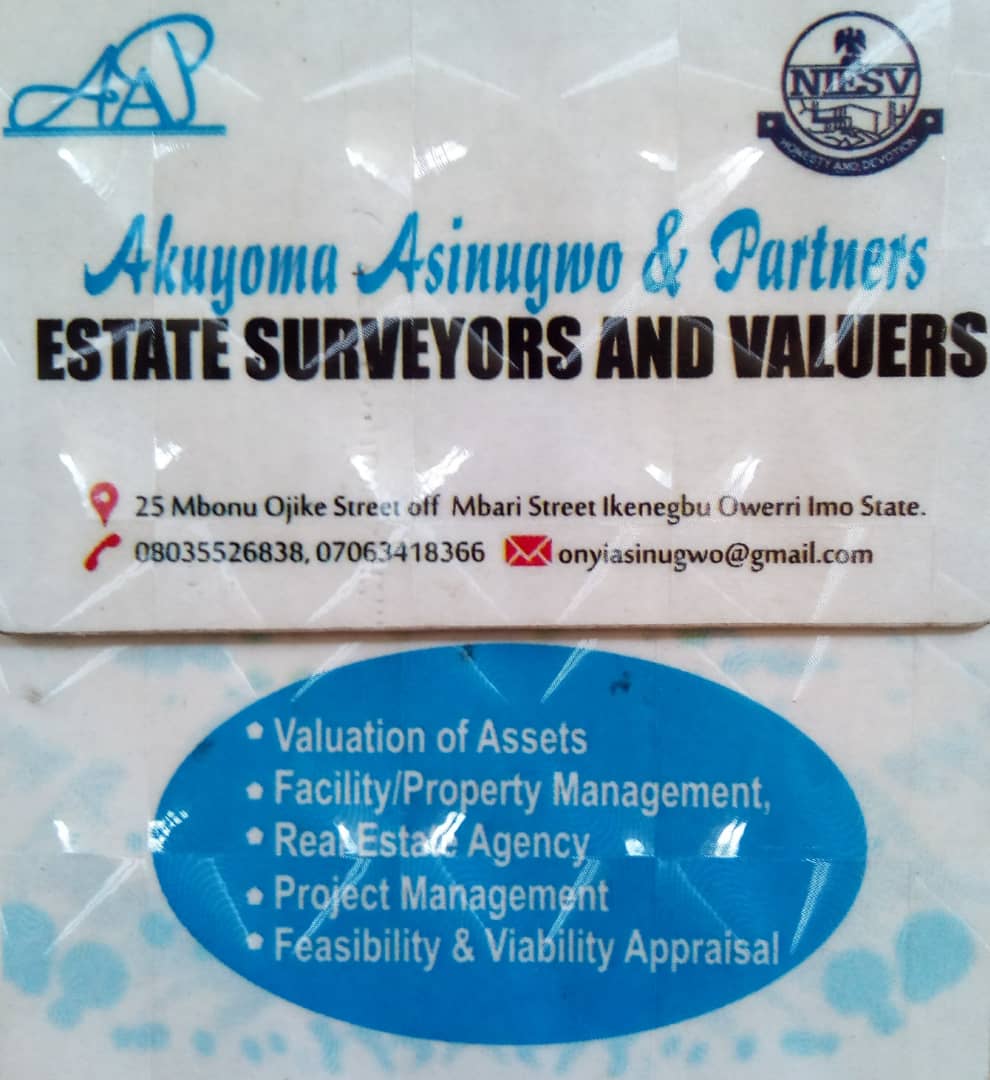 AAP
NIESV
HONESTY AND DEVOTION
Akuyoma Asinugwo & Partners
ESTATE SURVEYORS AND VALUERS
25 Mbonu Ojike Street off Mbari Street Ikenegbu Owerri Imo State.
08035526838, 07063418366 onyiasinugwo@gmail.com
• Valuation of Assets
• Facility/Property Management,
• Real Estate Agency
• Project Management
• Feasibility & Viability Appraisal